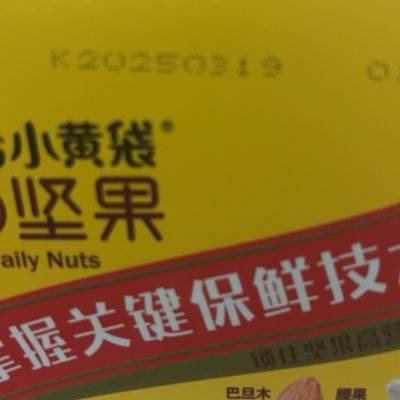 K20250319
小黄袋®
坚果
aily Nuts
掌握关键保鲜技
锁住坚果高营
巴旦木 腰果